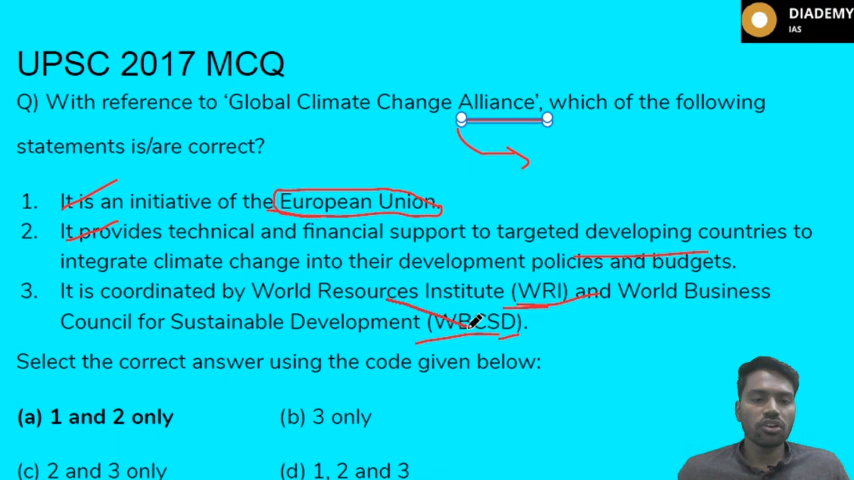 DIADEMY
IAS
UPSC 2017 MCQ
Q) With reference to ‘Global Climate Change Alliance’, which of the following
statements is/are correct?
1. It is an initiative of the European Union.
2. It provides technical and financial support to targeted developing countries to
integrate climate change into their development policies and budgets.
3. It is coordinated by World Resources Institute (WRI) and World Business
Council for Sustainable Development (WBCSD).
Select the correct answer using the code given below:
(a) 1 and 2 only (b) 3 only
(c) 2 and 3 only (d) 1, 2 and 3